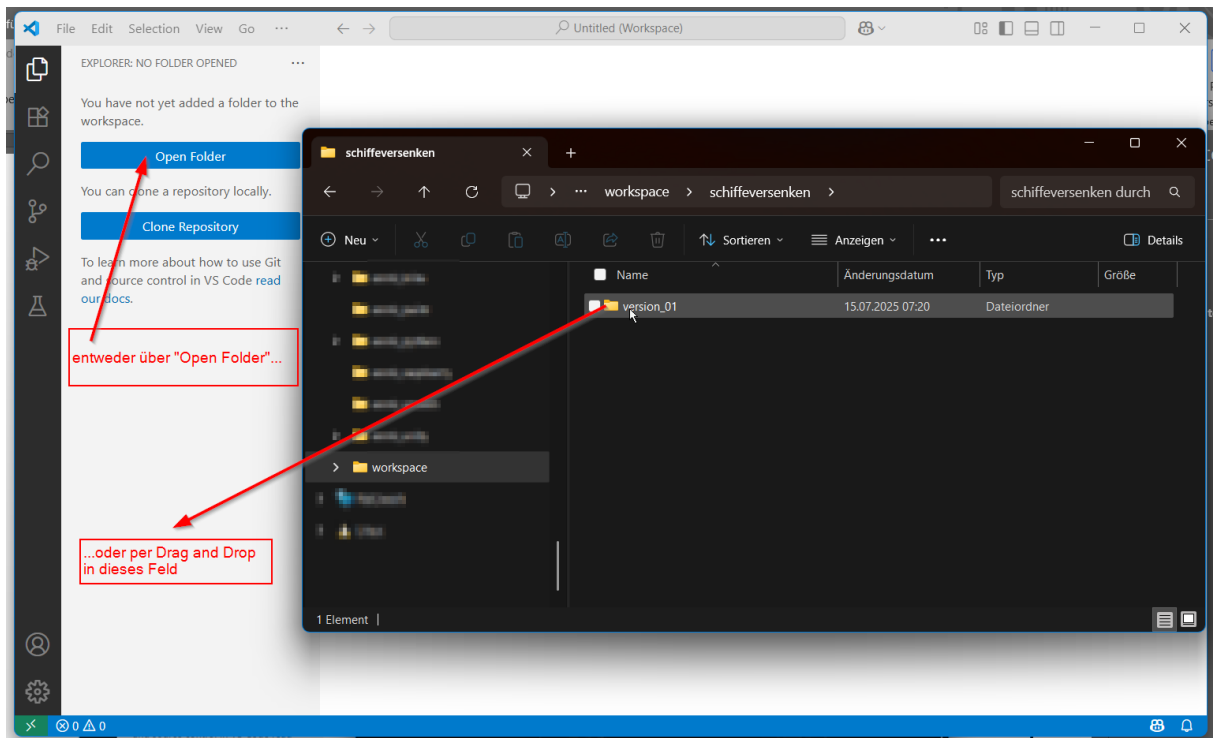 File Edit Selection View Go ··· Untitled (Workspace)
EXPLORER: NO FOLDER OPENED ···
You have not yet added a folder to the
workspace.
Open Folder
You can clone a repository locally.
Clone Repository
To learn more about how to use Git
and source control in VS Code read
our docs.
entweder über "Open Folder"...
...oder per Drag and Drop
in dieses Feld
schiffeversenken
workspace schiffeversenken
schiffeversenken durch
Neu Sortieren Anzeigen ··· Details
Name Änderungsdatum Typ Größe
version_01 15.07.2025 07:20 Dateiordner
workspace
1 Element
0 0